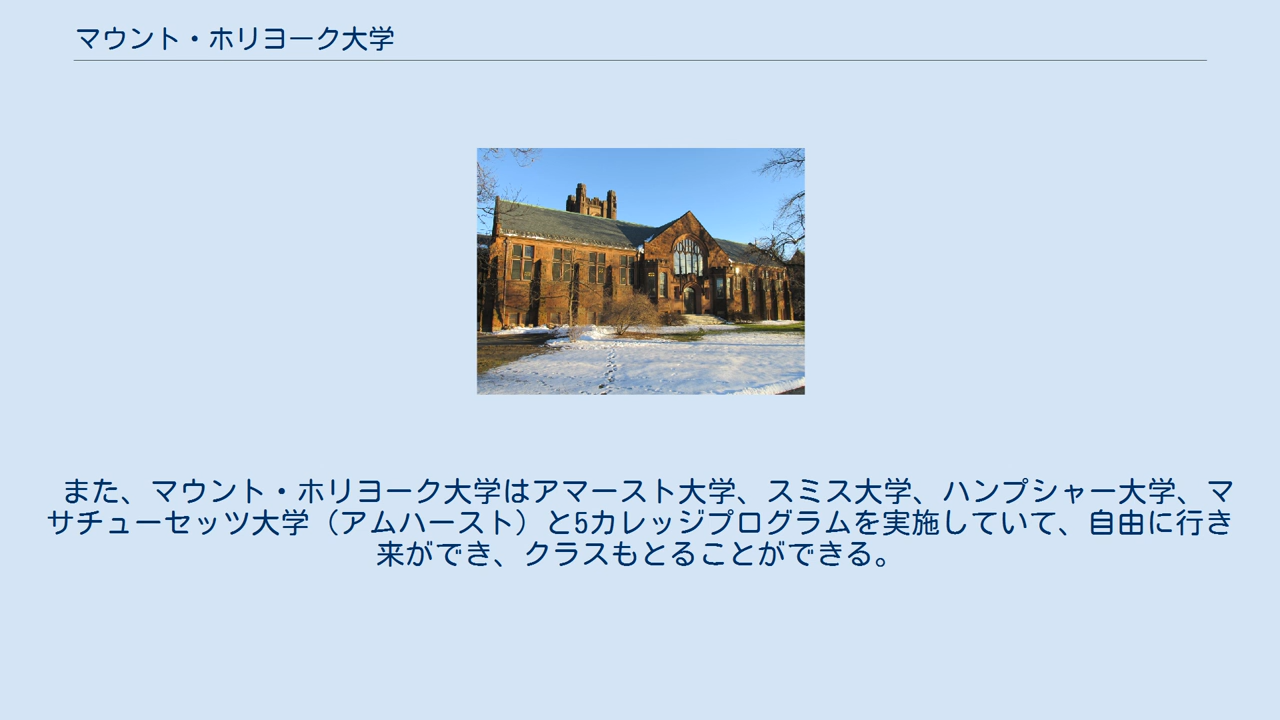 マウント・ホリヨーク大学
また、マウント・ホリヨーク大学はアマースト大学、スミス大学、ハンプシャー大学、マ
サチューセッツ大学（アムハースト）と5カレッジプログラムを実施していて、自由に行き
来ができ、クラスもとることができる。